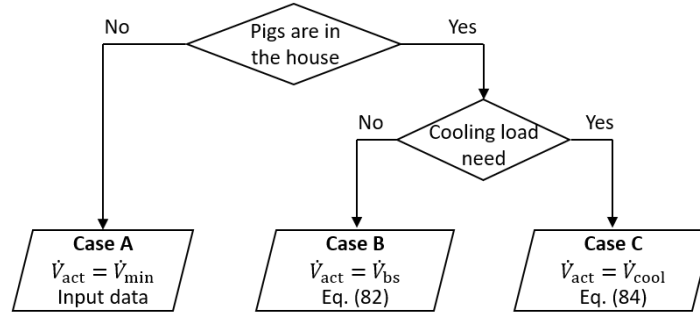 Pigs are in
the house
No
Yes
Cooling load
need
No
Yes
Case A
V̇act = V̇min
Input data
Case B
V̇act = V̇bs
Eq. (82)
Case C
V̇act = V̇cool
Eq. (84)